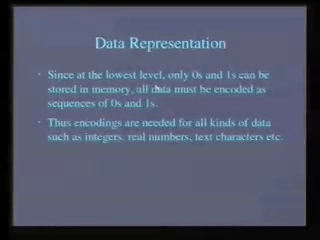 Data Representation
Since at the lowest level, only 0s and 1s can be
stored in memory, all data must be encoded as
sequences of 0s and 1s.
Thus encodings are needed for all kinds of data
such as integers. real numbers, text characters etc.